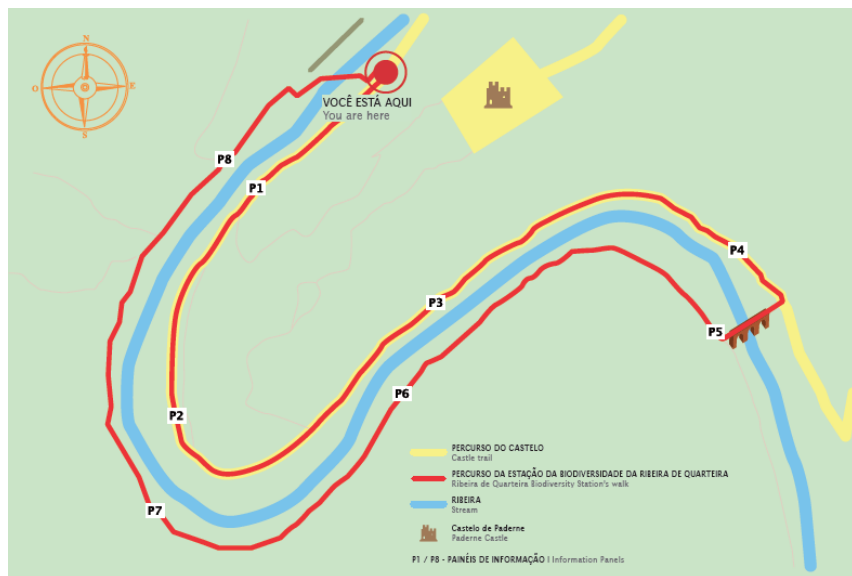 N
O
E
S
VOCÊ ESTÁ AQUI
You are here
P8
P1
P4
P3
P5
P6
P2
P7
PERCURSO DO CASTELO
Castle trail
PERCURSO DA ESTAÇÃO DA BIODIVERSIDADE DA RIBEIRA DE QUARTEIRA
Ribeira de Quarteira Biodiversity Station's walk
RIBEIRA
Stream
Castelo de Paderne
Paderne Castle
P1 / P8 - PAINÉIS DE INFORMAÇÃO | Information Panels